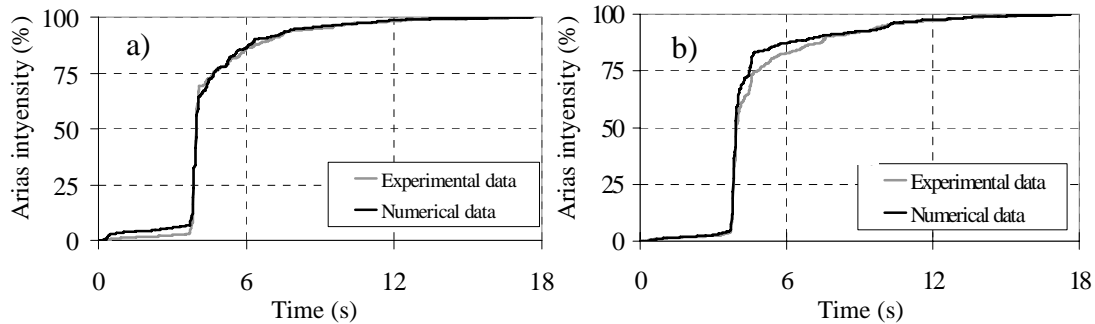 a)
Arias intyensity (%)
100
75
50
25
0
Experimental data
Numerical data
0 6 12 18
Time (s)
b)
Arias intyensity (%)
100
75
50
25
0
Experimental data
Numerical data
0 6 12 18
Time (s)